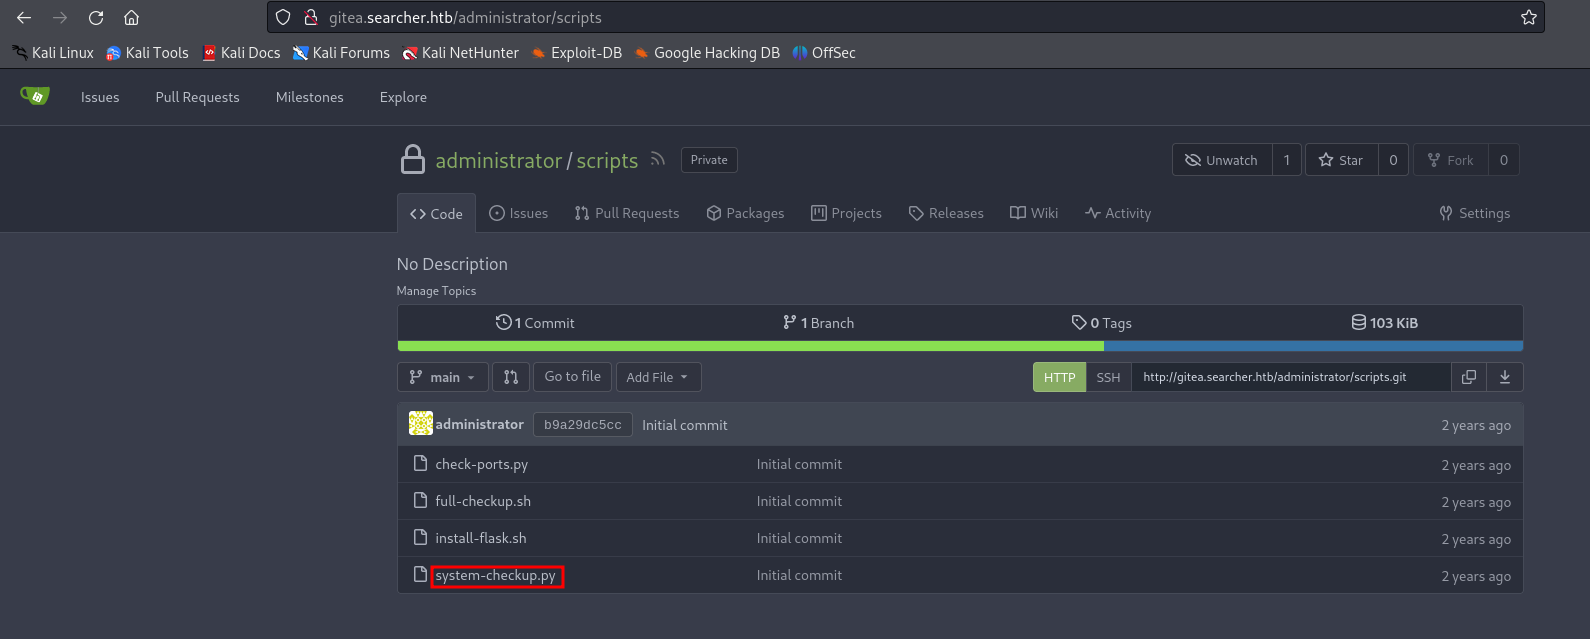 gitea.searcher.htb/administrator/scripts
Kali Linux Kali Tools Kali Docs Kali Forums Kali NetHunter Exploit-DB Google Hacking DB OffSec
Issues Pull Requests Milestones Explore
administrator/scripts Private Unwatch 1 Star 0 Fork 0
Code Issues Pull Requests Packages Projects Releases Wiki Activity Settings
No Description
Manage Topics
1 Commit 1 Branch 0 Tags 103 KiB
main Go to file Add File HTTP SSH http://gitea.searcher.htb/administrator/scripts.git
administrator b9a29dc5cc Initial commit 2 years ago
check-ports.py Initial commit 2 years ago
full-checkup.sh Initial commit 2 years ago
install-flask.sh Initial commit 2 years ago
system-checkup.py Initial commit 2 years ago